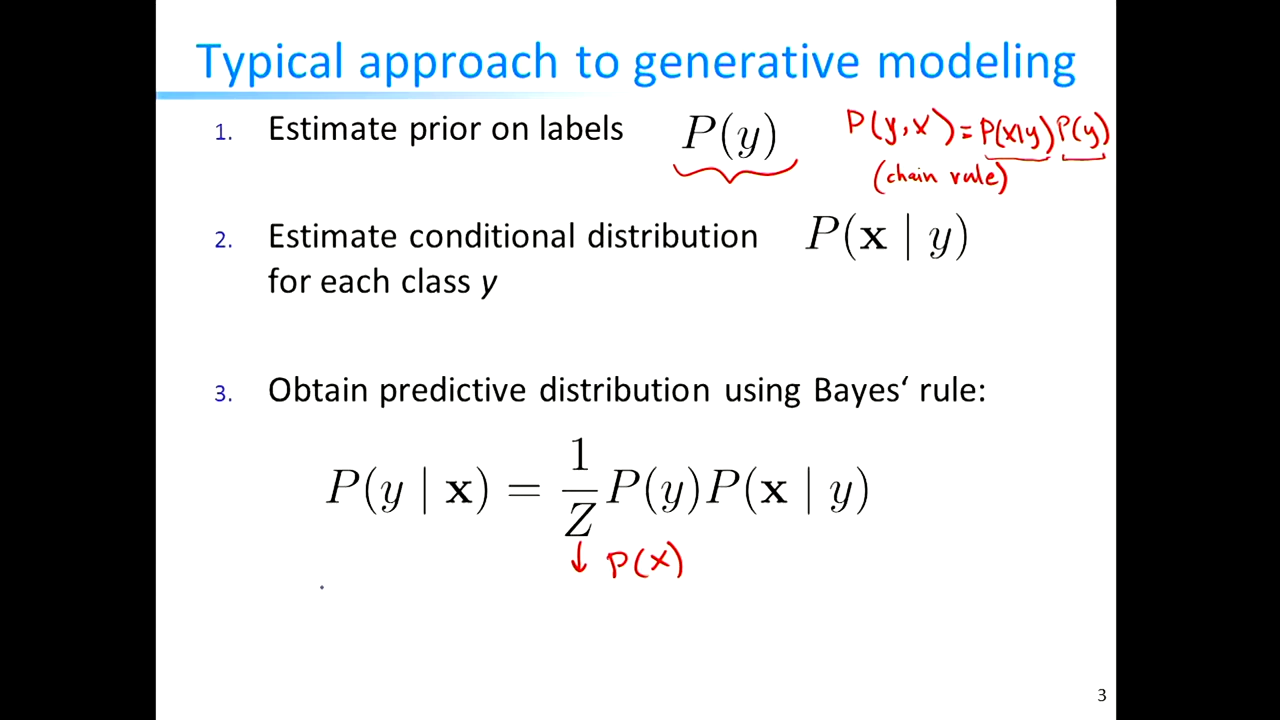 Typical approach to generative modeling
1. Estimate prior on labels P(y) P(y,x) = P(x|y) P(y)
(chain rule)
2. Estimate conditional distribution P(x | y)
for each class y
3. Obtain predictive distribution using Bayes‘ rule:
P(y | x) = 1/Z P(y)P(x | y)
↓ P(x)
3